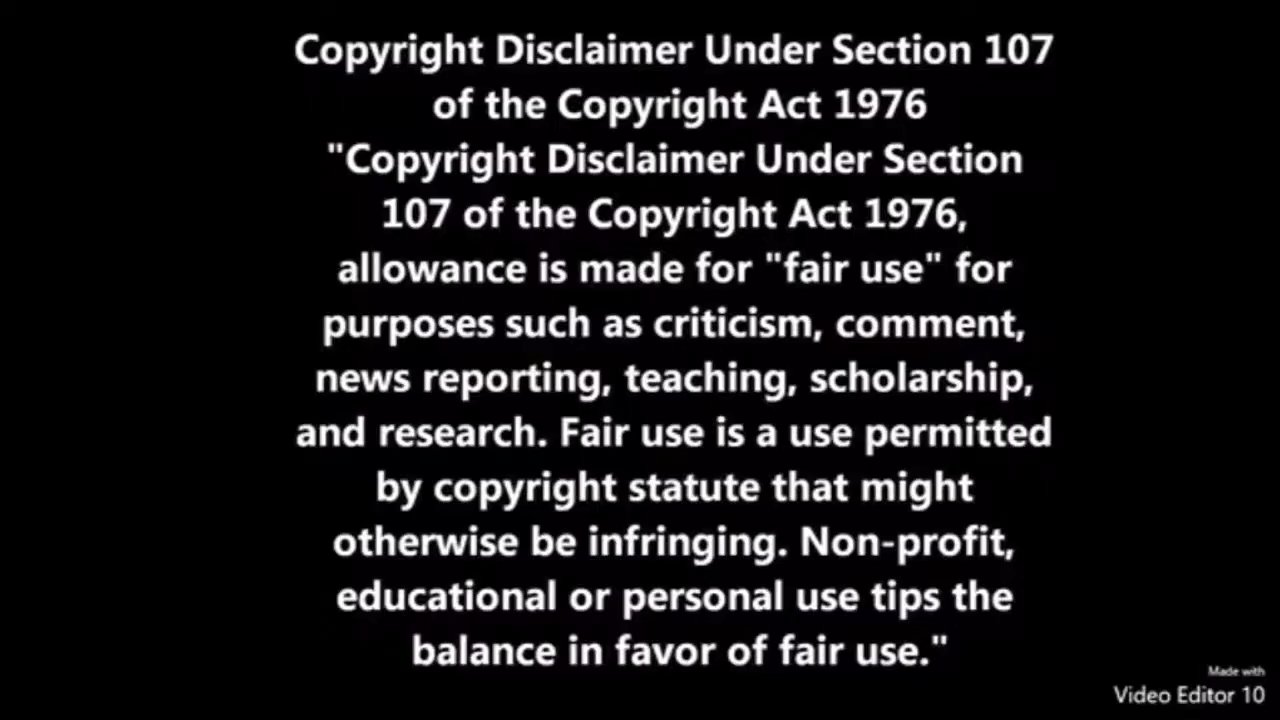 Copyright Disclaimer Under Section 107
of the Copyright Act 1976
"Copyright Disclaimer Under Section
107 of the Copyright Act 1976,
allowance is made for "fair use" for
purposes such as criticism, comment,
news reporting, teaching, scholarship,
and research. Fair use is a use permitted
by copyright statute that might
otherwise be infringing. Non-profit,
educational or personal use tips the
balance in favor of fair use."
Made with
Video Editor 10